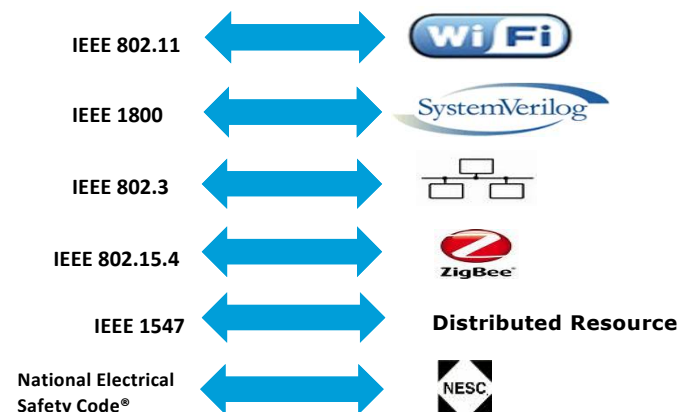 IEEE 802.11
Wi Fi
IEEE 1800
SystemVerilog
IEEE 802.3
IEEE 802.15.4
ZigBee
IEEE 1547
Distributed Resource
National Electrical
Safety Code®
NESC